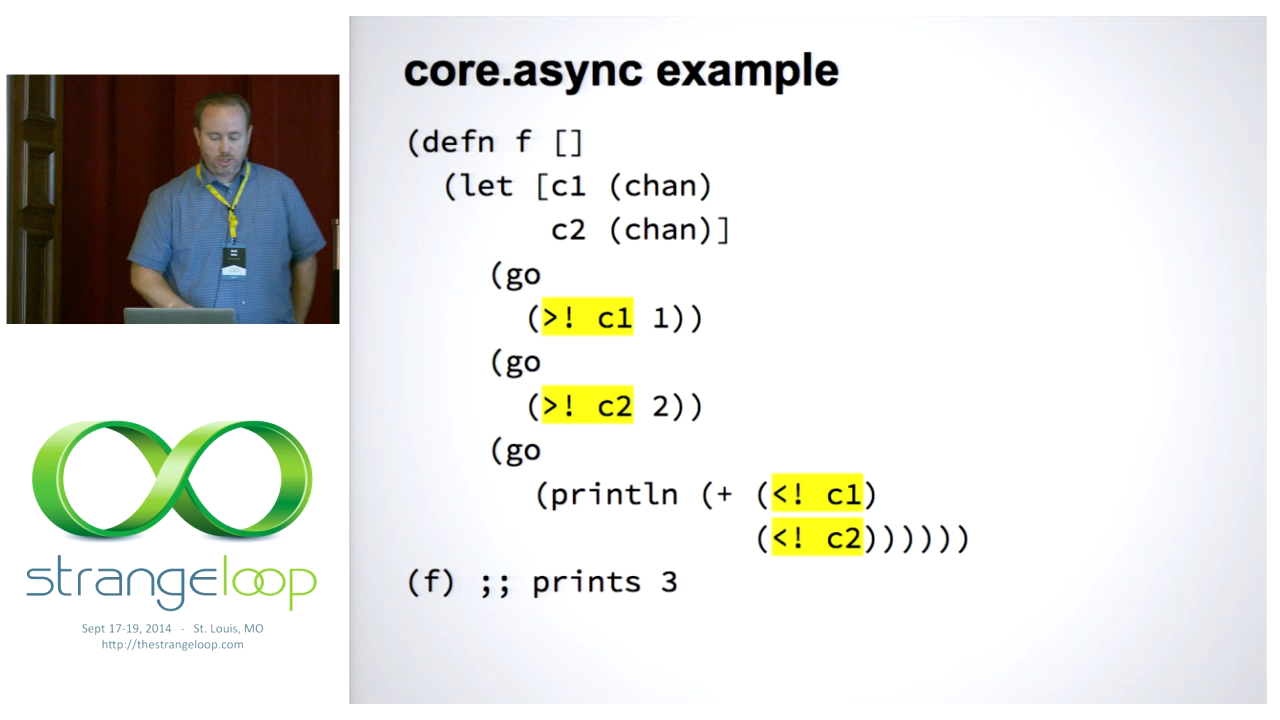 core.async example
(defn f []
  (let [c1 (chan)
        c2 (chan)]
    (go
      (>! c1 1))
    (go
      (>! c2 2))
    (go
      (println (+ (<! c1)
                  (<! c2))))))
(f) ;; prints 3
strangeloop
Sept 17-19, 2014 - St. Louis, MO
http://thestrangeloop.com